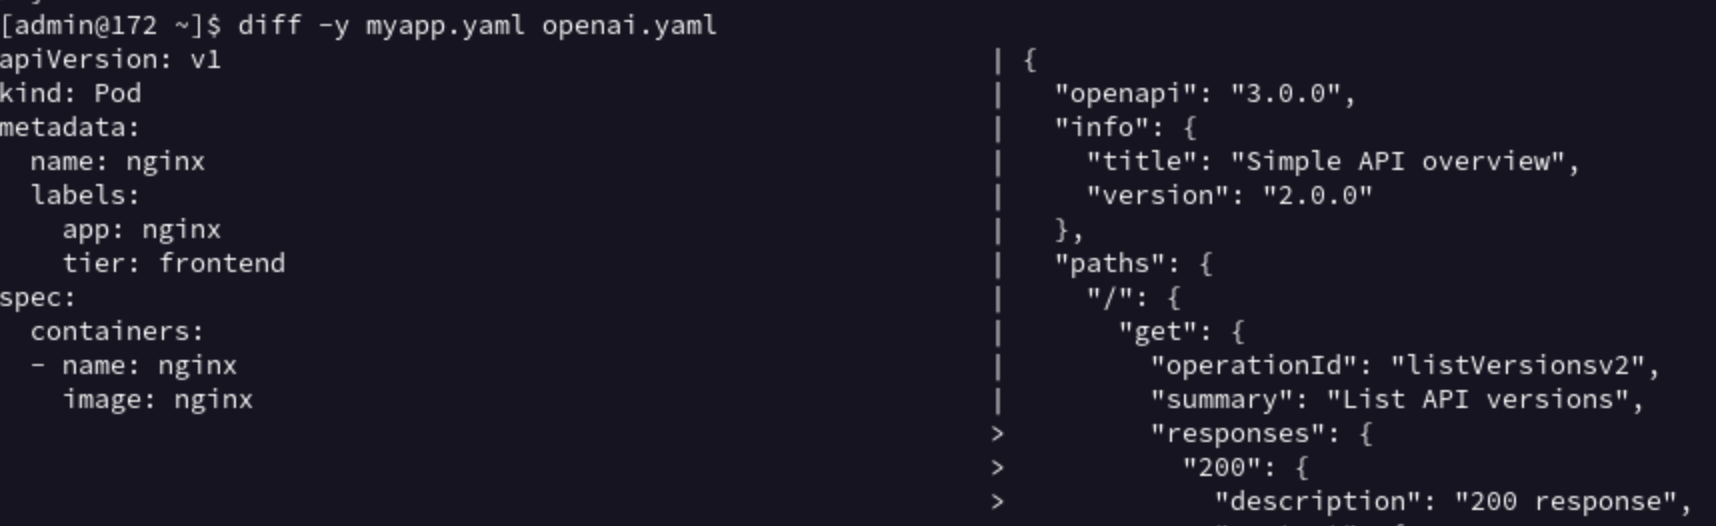 [admin@172 ~]$ diff -y myapp.yaml openai.yaml
apiVersion: v1 | {
kind: Pod | "openapi": "3.0.0",
metadata: | "info": {
name: nginx | "title": "Simple API overview",
labels: | "version": "2.0.0"
app: nginx | },
tier: frontend | "paths": {
spec: | "/": {
containers: | "get": {
- name: nginx | "operationId": "listVersionsv2",
image: nginx | "summary": "List API versions",
> "responses": {
> "200": {
> "description": "200 response",